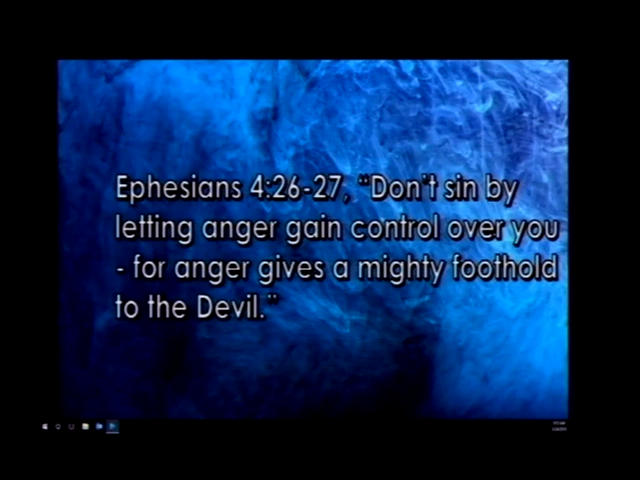 Ephesians 4:26-27, “Don't sin by
letting anger gain control over you
- for anger gives a mighty foothold
to the Devil.”